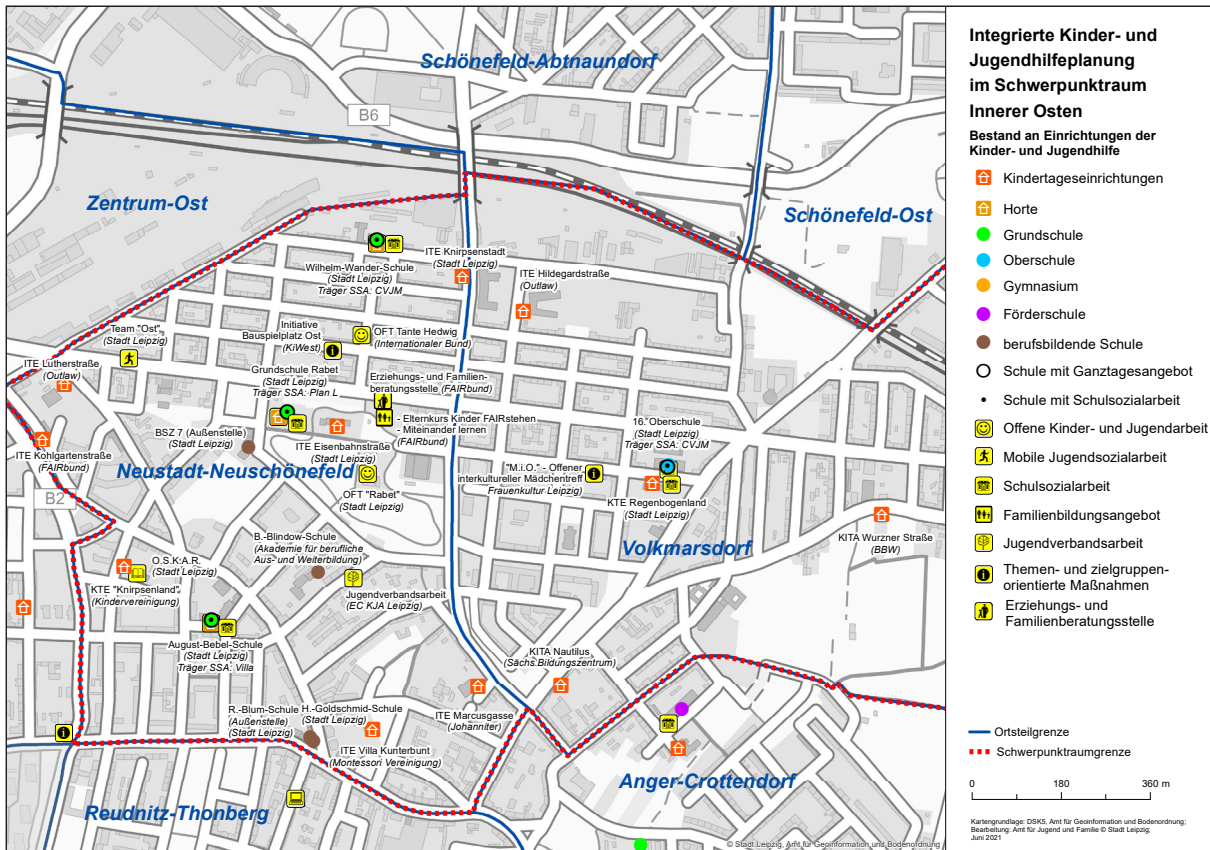 Schönefeld-Abtnaundorf
B6
Zentrum-Ost
Schönefeld-Ost
Wilhelm-Wander-Schule
(Stadt Leipzig)
Träger SSA: CVJM
ITE Knirpsenstadt
(Stadt Leipzig)
ITE Hildegardstraße
(Outlaw)
Team "Ost"
(Stadt Leipzig)
Initiative
Bauspielplatz Ost
(KiWest)
OFT Tante Hedwig
(Internationaler Bund)
ITE Lutherstraße
(Outlaw)
Grundschule Rabet
(Stadt Leipzig)
Träger SSA: Plan L
Erziehungs- und Familien-
beratungsstelle (FAIRbund)
- Elternkurs Kinder FAIRstehen
- Miteinander lernen
(FAIRbund)
BSZ 7 (Außenstelle)
(Stadt Leipzig)
ITE Eisenbahnstraße
(Stadt Leipzig)
16. Oberschule
(Stadt Leipzig)
Träger SSA: CVJM
ITE Kohlgartenstraße
(FAIRbund)
Neustadt-Neuschönefeld
"M.i.O." - Offener
interkultureller Mädchentreff
Frauenkultur Leipzig)
B2
OFT "Rabet"
(Stadt Leipzig)
KTE Regenbogenland
(Stadt Leipzig)
KITA Wurzner Straße
(BBW)
B.-Blindow-Schule
(Akademie für berufliche
Aus- und Weiterbildung)
Volkmarsdorf
O.S.K.A.R.
(Stadt Leipzig)
KTE "Knirpsenland"
(Kindervereinigung)
Jugendverbandsarbeit
(EC KJA Leipzig)
August-Bebel-Schule
(Stadt Leipzig)
Träger SSA: Villa
KITA Nautilus
(Sächs.Bildungszentrum)
R.-Blum-Schule
(Außenstelle)
(Stadt Leipzig)
H.-Goldschmid-Schule
(Stadt Leipzig)
ITE Marcusgasse
(Johanniter)
ITE Villa Kunterbunt
(Montessori Vereinigung)
Anger-Crottendorf
Reudnitz-Thonberg
© Stadt Leipzig, Amt für Geoinformation und Bodenordnung
Integrierte Kinder- und
Jugendhilfeplanung
im Schwerpunktraum
Innerer Osten
Bestand an Einrichtungen der
Kinder- und Jugendhilfe
Kindertageseinrichtungen
Horte
Grundschule
Oberschule
Gymnasium
Förderschule
berufsbildende Schule
Schule mit Ganztagesangebot
Schule mit Schulsozialarbeit
Offene Kinder- und Jugendarbeit
Mobile Jugendsozialarbeit
Schulsozialarbeit
Familienbildungsangebot
Jugendverbandsarbeit
Themen- und zielgruppen-
orientierte Maßnahmen
Erziehungs- und
Familienberatungsstelle
Ortsteilgrenze
Schwerpunktraumgrenze
0 180 360 m
Kartengrundlage: DSK5, Amt für Geoinformation und Bodenordnung;
Bearbeitung: Amt für Jugend und Familie © Stadt Leipzig;
Juni 2021